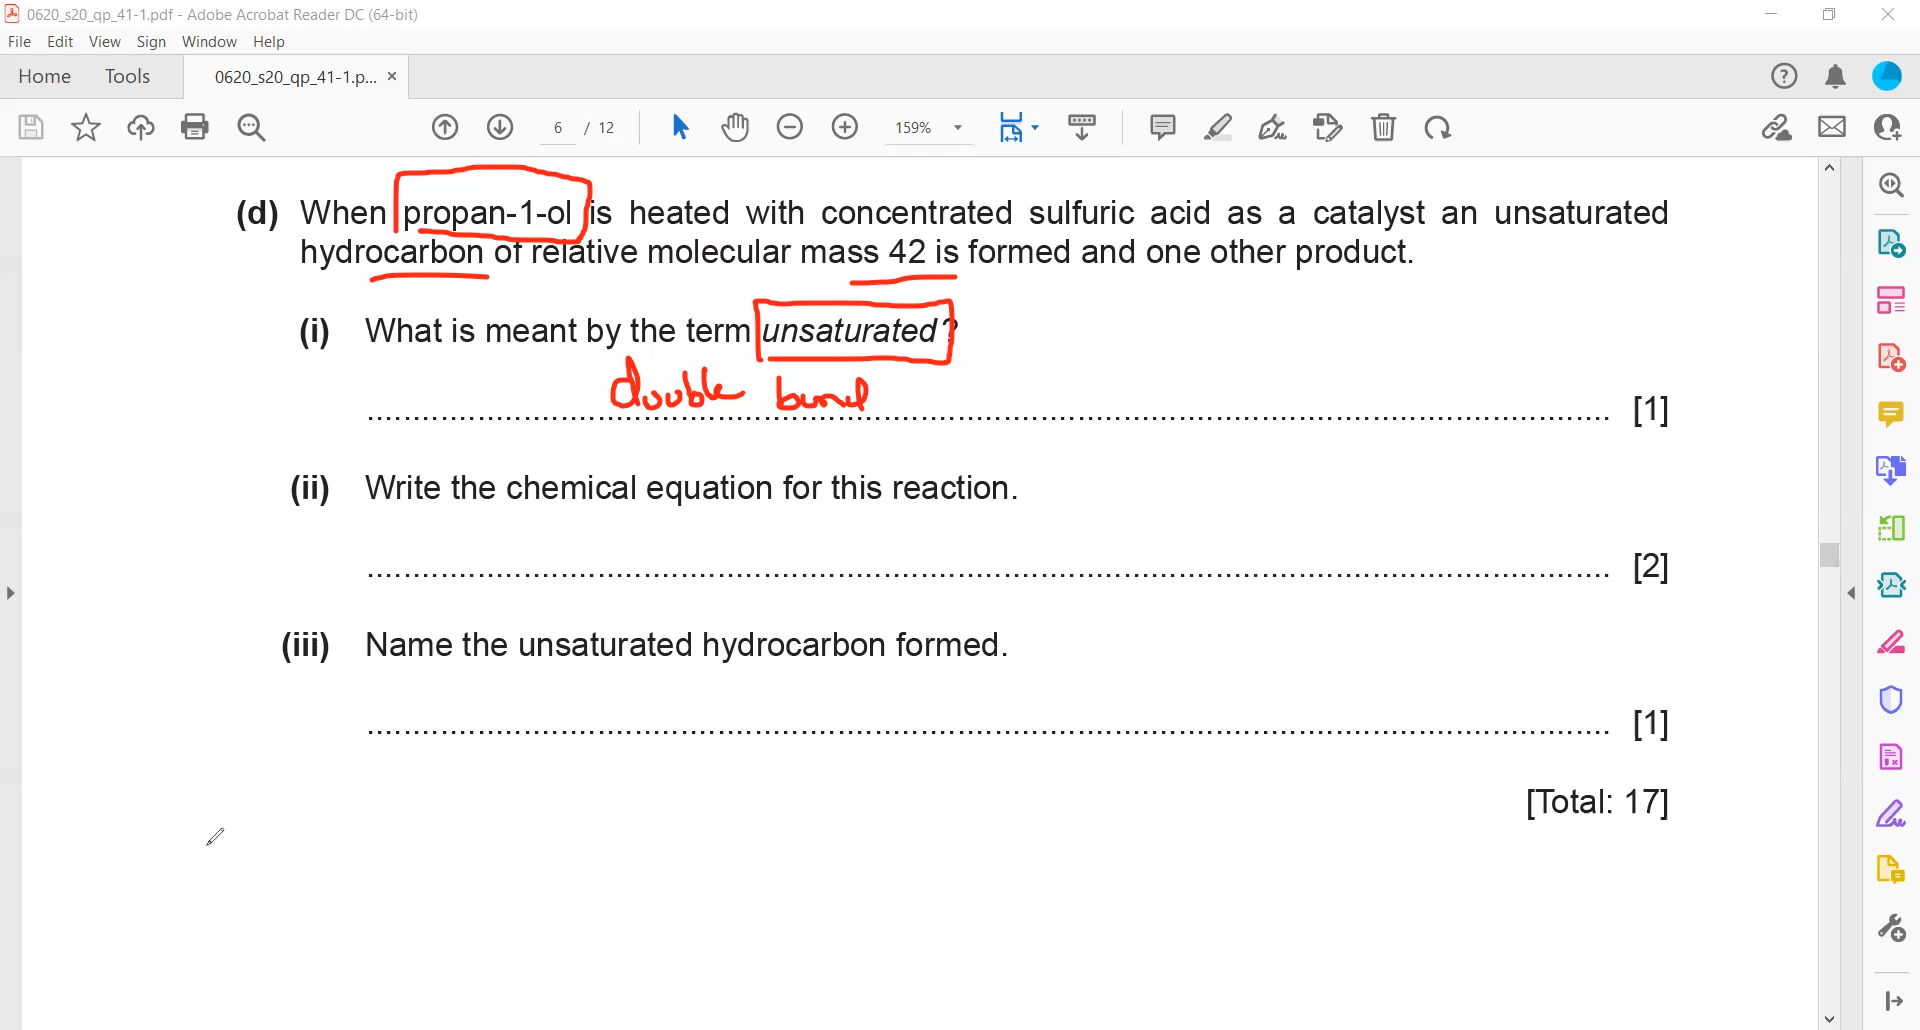 0620_s20_qp_41-1.pdf - Adobe Acrobat Reader DC (64-bit)
File Edit View Sign Window Help
Home Tools 0620_s20_qp_41-1.p... ×
6 / 12 159%
(d) When propan-1-ol is heated with concentrated sulfuric acid as a catalyst an unsaturated
hydrocarbon of relative molecular mass 42 is formed and one other product.
(i) What is meant by the term unsaturated?
double bond
[1]
(ii) Write the chemical equation for this reaction.
[2]
(iii) Name the unsaturated hydrocarbon formed.
[1]
[Total: 17]